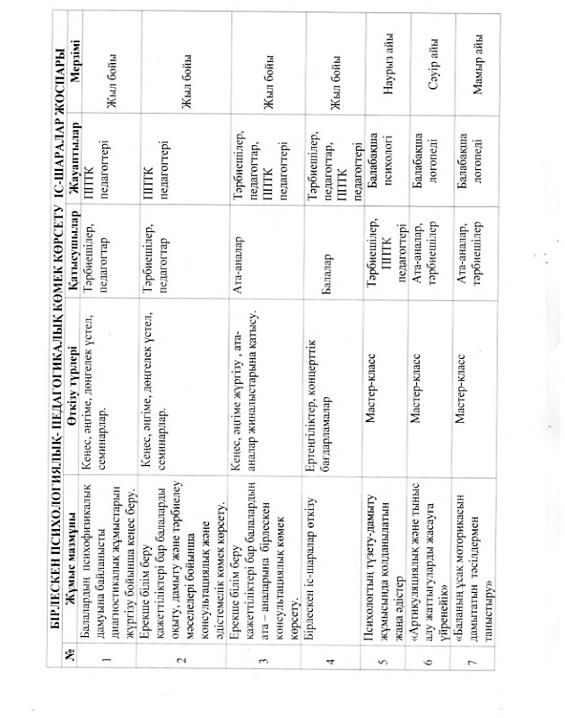 БІРЛЕСКЕН ПСИХОЛОГИЯЛЫҚ- ПЕДАГОГИКАЛЫҚ КӨМЕК КӨРСЕТУ ІС-ШАРАЛАР ЖОСПАРЫ
№ Жұмыс мазмұны Өткізу түрлері Қатысушылар Жауаптылар Мерзімі
1
Балалардың психофизикалық
дамуына байланысты
диагностикалық жұмыстарын
жүргізу бойынша кеңес беру.
Кеңес, әңгіме, дөңгелек үстел,
семинарлар.
Тәрбиешілер,
педагогтар
ППТК
педагогтері
Жыл бойы
2
Ерекше білім беру
қажеттіліктері бар балаларды
оқыту, дамыту және тәрбиелеу
мәселелері бойынша
консультациялық және
әдістемелік көмек көрсету.
Кеңес, әңгіме, дөңгелек үстел,
семинарлар.
Тәрбиешілер,
педагогтар
ППТК
педагогтері
Жыл бойы
3
Ерекше білім беру
қажеттіліктері бар балалардың
ата – аналарына бірлескен
консультациялық көмек
көрсету.
Кеңес, әңгіме жүргізу , ата-
аналар жиналыстарына қатысу.
Ата-аналар
Тәрбиешілер,
педагогтар,
ППТК
педагогтері
Жыл бойы
4
Бірлескен іс-шаралар өткізу
Ертеңгіліктер, концерттік
бағдарламалар
Балалар
Тәрбиешілер,
педагогтар,
ППТК
педагогтері
Жыл бойы
5
Психологтың түзету-дамыту
жұмысында қолданылатын
жаңа әдістер
Мастер-класс
Тәрбиешілер,
ППТК
педагогтері
Балабақша
психологі
Наурыз айы
6
«Артикуляциялық және тыныс
алу жаттығуларды жасауға
үйренейік»
Мастер-класс
Ата-аналар,
тәрбиешілер
Балабақша
логопеді
Сәуір айы
7
«Баланың ұсақ моторикасын
дамытатын тәсілдермен
таныстыру»
Мастер-класс
Ата-аналар,
тәрбиешілер
Балабақша
логопеді
Мамыр айы